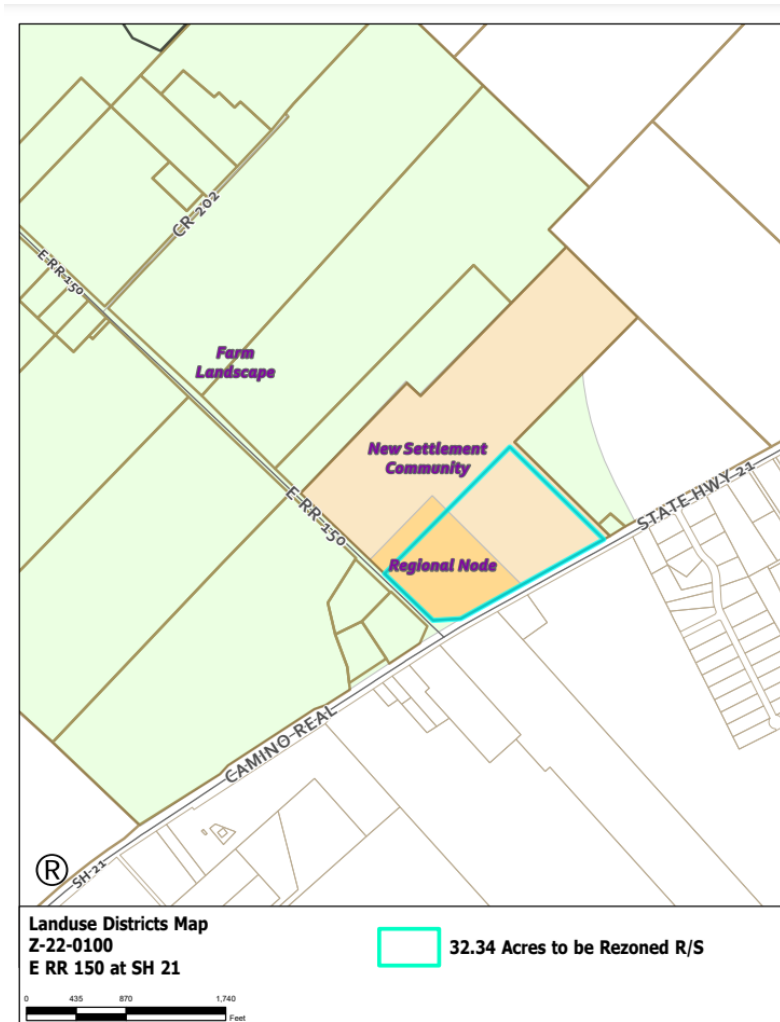 CR 202
E RR 150
Farm
Landscape
New Settlement
Community
E RR 150
STATE HWY 21
Regional Node
CAMINO REAL
SH 21
®
Landuse Districts Map
Z-22-0100
E RR 150 at SH 21
32.34 Acres to be Rezoned R/S
0 435 870 1,740
Feet